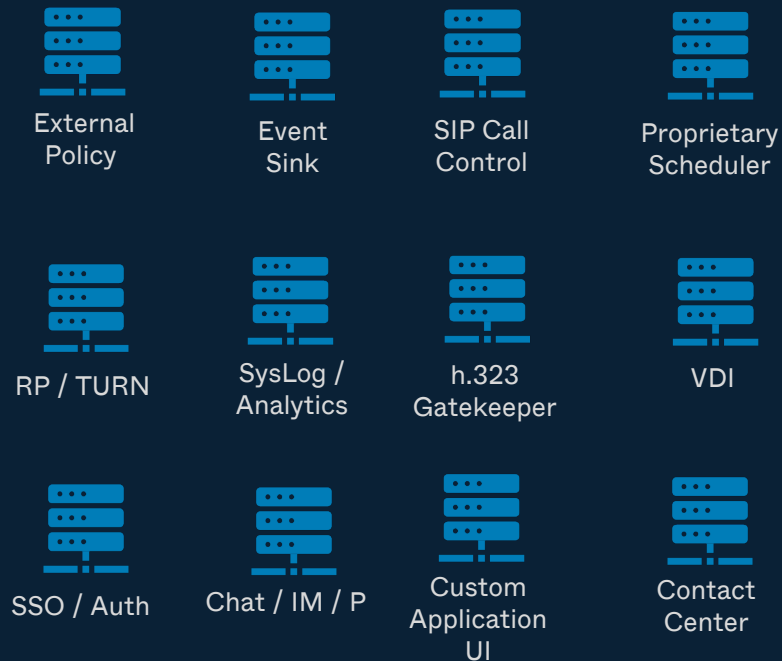 External
Policy
Event
Sink
SIP Call
Control
Proprietary
Scheduler
RP / TURN
SysLog /
Analytics
h.323
Gatekeeper
VDI
SSO / Auth
Chat / IM / P
Custom
Application
UI
Contact
Center